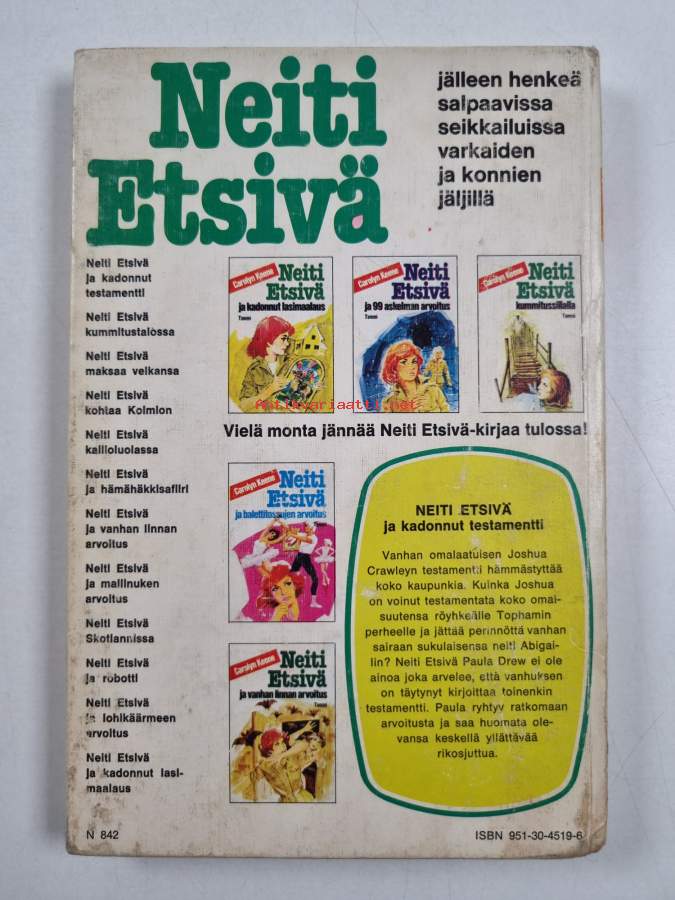 Neiti
Etsivä
jälleen henkeä
salpaavissa
seikkailuissa
varkaiden
ja konnien
jäljillä
Neiti Etsivä
ja kadonnut
testamentti
Neiti Etsivä
kummitustalossa
Neiti Etsivä
maksaa velkansa
Neiti Etsivä
kohtaa Kolmion
Neiti Etsivä
kallioluolassa
Neiti Etsivä
ja hämähäkkisafiiri
Neiti Etsivä
ja vanhan linnan
arvoitus
Neiti Etsivä
ja mallinuken
arvoitus
Neiti Etsivä
Skotlannissa
Neiti Etsivä
ja robotti
Neiti Etsivä
ja lohikäärmeen
arvoitus
Neiti Etsivä
ja kadonnut lasi-
maalaus
Carolyn Keene
Neiti
Etsivä
ja kadonnut lasimaalaus
Tammi
Carolyn Keene
Neiti
Etsivä
ja 99 askelman arvoitus
Tammi
Carolyn Keene
Neiti
Etsivä
kummitussillalla
Tammi
Antikvariaatti.net
Vielä monta jännää Neiti Etsivä-kirjaa tulossa!
Carolyn Keene
Neiti
Etsivä
ja balettitossujen arvoitus
Tammi
Carolyn Keene
Neiti
Etsivä
ja vanhan linnan arvoitus
Tammi
NEITI ETSIVÄ
ja kadonnut testamentti
Vanhan omalaatuisen Joshua
Crawleyn testamentti hämmästyttää
koko kaupunkia. Kuinka Joshua
on voinut testamentata koko omai-
suutensa röyhkeälle Tophamin
perheelle ja jättää perinnöttä vanhan
sairaan sukulaisensa neiti Abigai-
lin? Neiti Etsivä Paula Drew ei ole
ainoa joka arvelee, että vanhuksen
on täytynyt kirjoittaa toinenkin
testamentti. Paula ryhtyy ratkomaan
arvoitusta ja saa huomata ole-
vansa keskellä yllättävää
rikosjuttua.
N 842
ISBN 951-30-4519-6